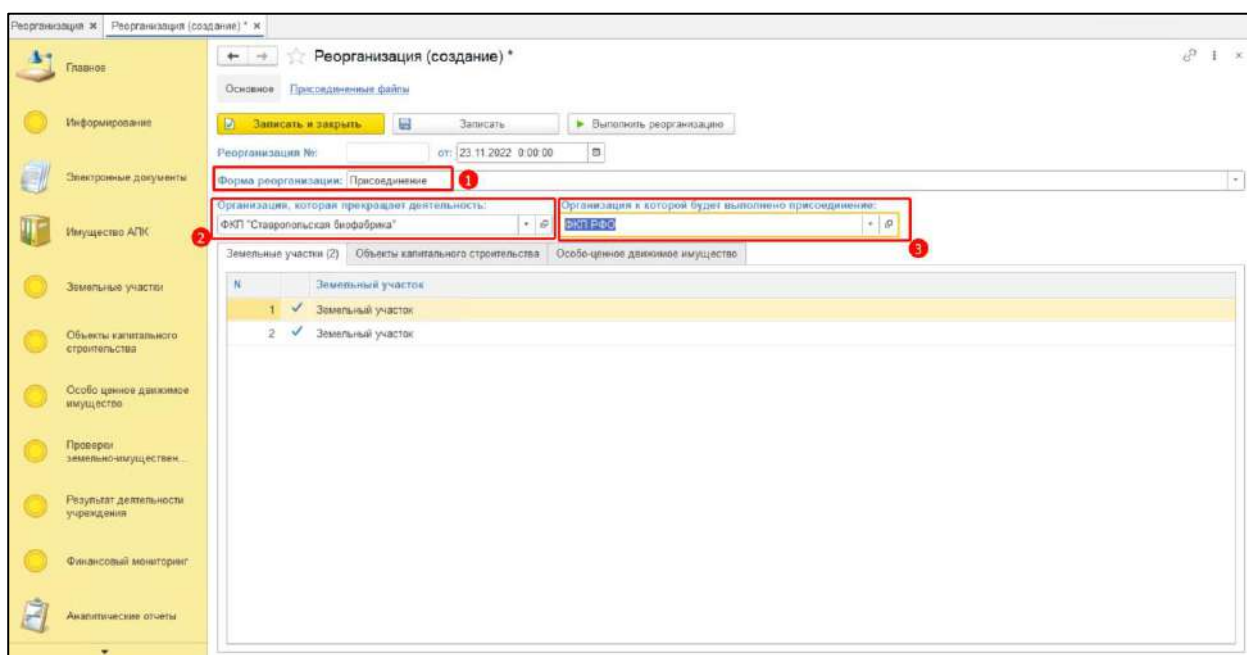 Реорганизация × Реорганизация (создание) * ×
Главное
Информирование
Электронные документы
Имущество АПК
Земельные участки
Объекты капитального
строительства
Особо ценное движимое
имущество
Проверки
земельно-имуществен...
Результат деятельности
учреждения
Финансовый мониторинг
Аналитические отчеты
Реорганизация (создание) *
Основное Присоединенные файлы
Записать и закрыть Записать Выполнить реорганизацию
Реорганизация №: от: 23.11.2022 0:00:00
Форма реорганизации: Присоединение 1
Организация, которая прекращает деятельность: Организация к которой будет выполнено присоединение:
2 ФКП "Ставропольская биофабрика" ФКП РФО 3
Земельные участки (2) Объекты капитального строительства Особо-ценное движимое имущество
N Земельный участок
1 Земельный участок
2 Земельный участок